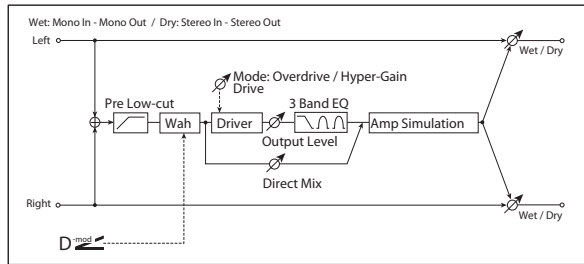 Wet: Mono In - Mono Out / Dry: Stereo In - Stereo Out
Left
Wet / Dry
Mode: Overdrive / Hyper-Gain
Drive
Pre Low-cut
3 Band EQ
Wah
Driver
Amp Simulation
Output Level
Direct Mix
Right
Wet / Dry
D-mod